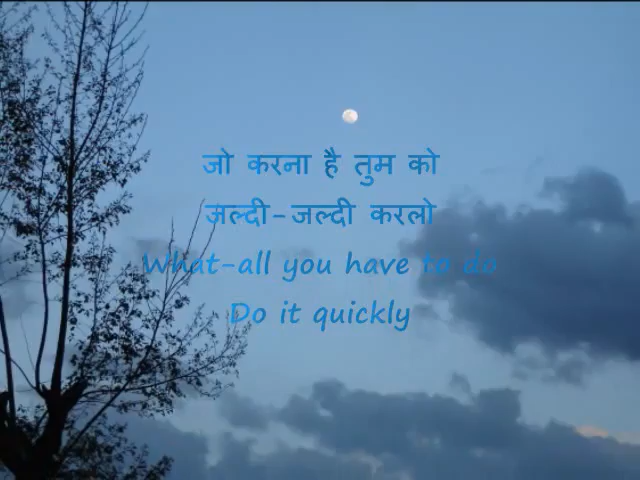 जो करना है तुम को
जल्दी-जल्दी करलो
What-all you have to do
Do it quickly